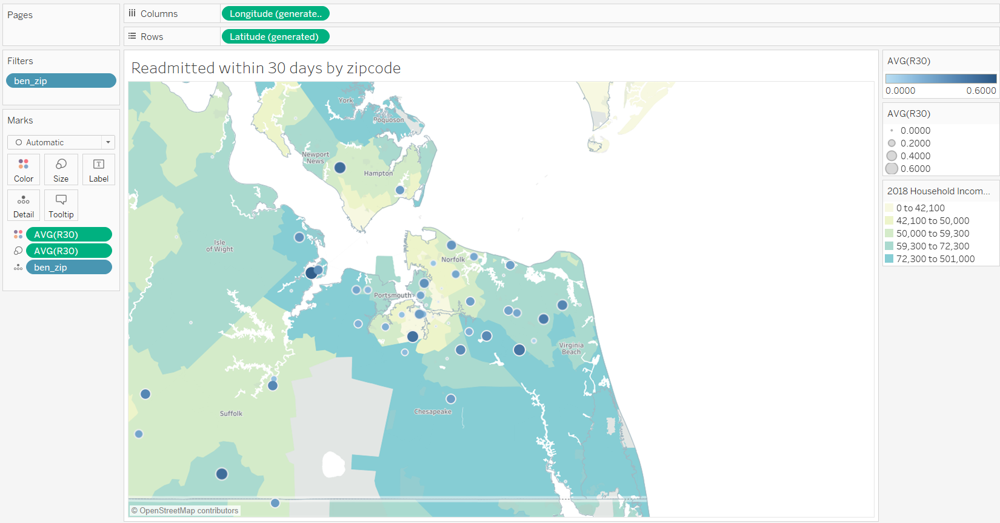 Pages
Columns
Longitude (generate..
Rows
Latitude (generated)
Filters
ben_zip
Marks
Automatic
Color
Size
Label
Detail
Tooltip
AVG(R30)
AVG(R30)
ben_zip
Readmitted within 30 days by zipcode
York
Poquoson
Newport
News
Hampton
Isle
of Wight
Norfolk
Portsmouth
Virginia
Beach
Suffolk
Chesapeake
© OpenStreetMap contributors
AVG(R30)
0.0000 0.6000
AVG(R30)
0.0000
0.2000
0.4000
0.6000
2018 Household Incom...
0 to 42,100
42,100 to 50,000
50,000 to 59,300
59,300 to 72,300
72,300 to 501,000